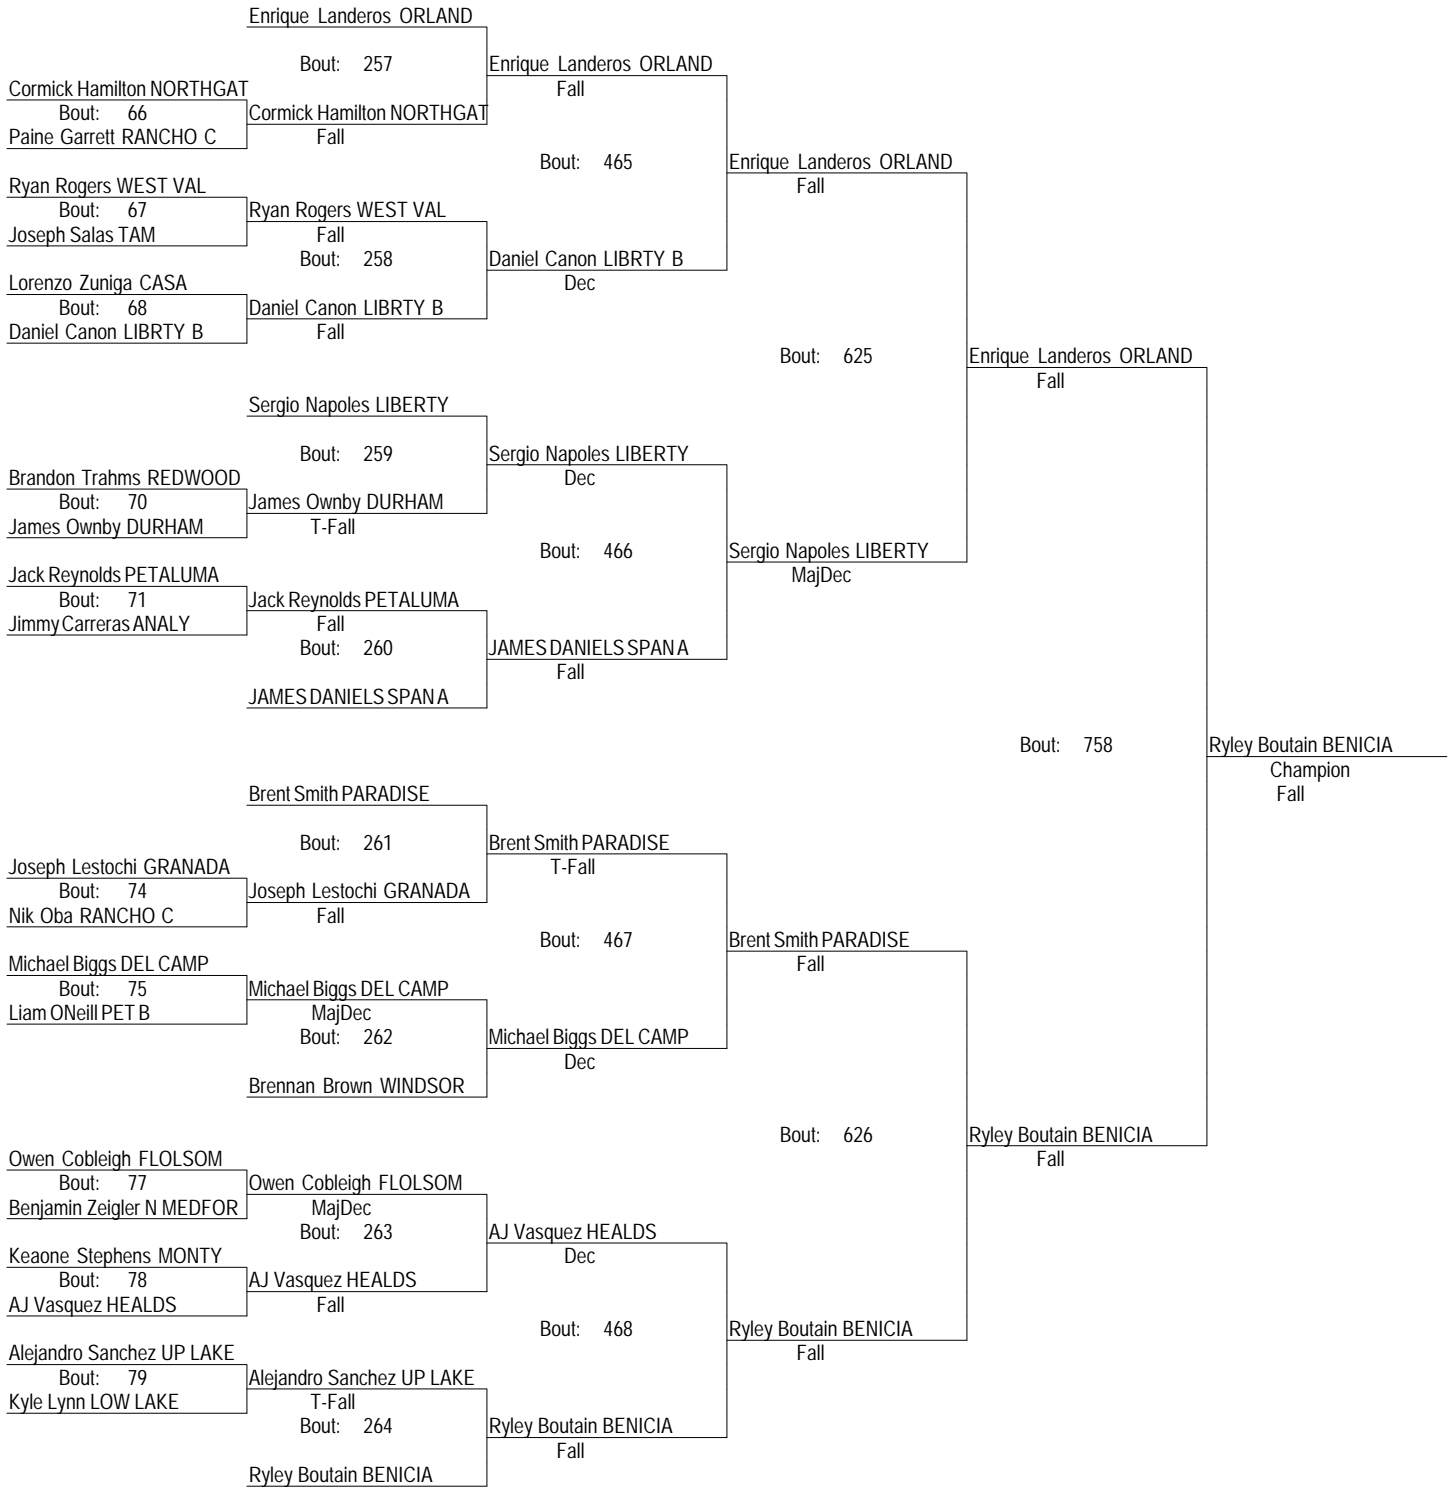 Enrique Landeros ORLAND
Bout: 257
Enrique Landeros ORLAND
Fall
Cormick Hamilton NORTHGAT
Bout: 66
Cormick Hamilton NORTHGAT
Paine Garrett RANCHO C
Fall
Bout: 465
Enrique Landeros ORLAND
Fall
Ryan Rogers WEST VAL
Bout: 67
Ryan Rogers WEST VAL
Joseph Salas TAM
Fall
Bout: 258
Daniel Canon LIBRTY B
Dec
Lorenzo Zuniga CASA
Bout: 68
Daniel Canon LIBRTY B
Daniel Canon LIBRTY B
Fall
Bout: 625
Enrique Landeros ORLAND
Fall
Sergio Napoles LIBERTY
Bout: 259
Sergio Napoles LIBERTY
Dec
Brandon Trahms REDWOOD
Bout: 70
James Ownby DURHAM
James Ownby DURHAM
T-Fall
Bout: 466
Sergio Napoles LIBERTY
MajDec
Jack Reynolds PETALUMA
Bout: 71
Jack Reynolds PETALUMA
Jimmy Carreras ANALY
Fall
Bout: 260
JAMES DANIELS SPAN A
Fall
JAMES DANIELS SPAN A
Bout: 758
Ryley Boutain BENICIA
Champion
Fall
Brent Smith PARADISE
Bout: 261
Brent Smith PARADISE
T-Fall
Joseph Lestochi GRANADA
Bout: 74
Joseph Lestochi GRANADA
Nik Oba RANCHO C
Fall
Bout: 467
Brent Smith PARADISE
Fall
Michael Biggs DEL CAMP
Bout: 75
Michael Biggs DEL CAMP
Liam ONeill PET B
MajDec
Bout: 262
Michael Biggs DEL CAMP
Dec
Brennan Brown WINDSOR
Bout: 626
Ryley Boutain BENICIA
Fall
Owen Cobleigh FLOLSOM
Bout: 77
Owen Cobleigh FLOLSOM
Benjamin Zeigler N MEDFOR
MajDec
Bout: 263
AJ Vasquez HEALDS
Dec
Keaone Stephens MONTY
Bout: 78
AJ Vasquez HEALDS
AJ Vasquez HEALDS
Fall
Bout: 468
Ryley Boutain BENICIA
Fall
Alejandro Sanchez UP LAKE
Bout: 79
Alejandro Sanchez UP LAKE
Kyle Lynn LOW LAKE
T-Fall
Bout: 264
Ryley Boutain BENICIA
Fall
Ryley Boutain BENICIA